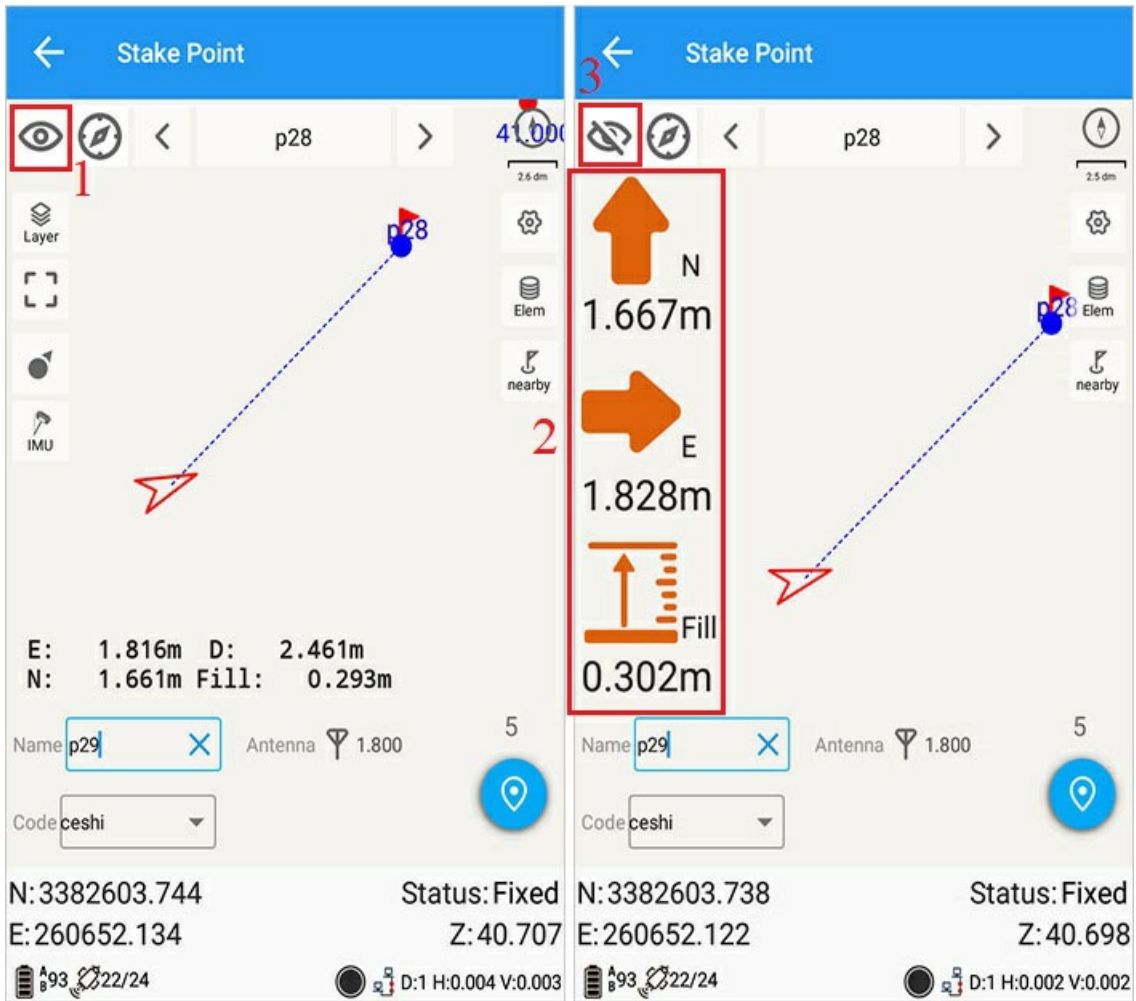 Stake Point
1
p28
41.000
2.6 dm
Layer
p28
Elem
nearby
IMU
E: 1.816m D: 2.461m
N: 1.661m Fill: 0.293m
Name p29 Antenna 1.800
5
Code ceshi
N:3382603.744 Status:Fixed
E:260652.134 Z:40.707
A B 93 22/24 D:1 H:0.004 V:0.003
Stake Point
3
p28
2.5 dm
N
1.667m
p28
Elem
nearby
E
2
1.828m
Fill
0.302m
Name p29 Antenna 1.800
5
Code ceshi
N:3382603.738 Status:Fixed
E:260652.122 Z:40.698
A B 93 22/24 D:1 H:0.002 V:0.002